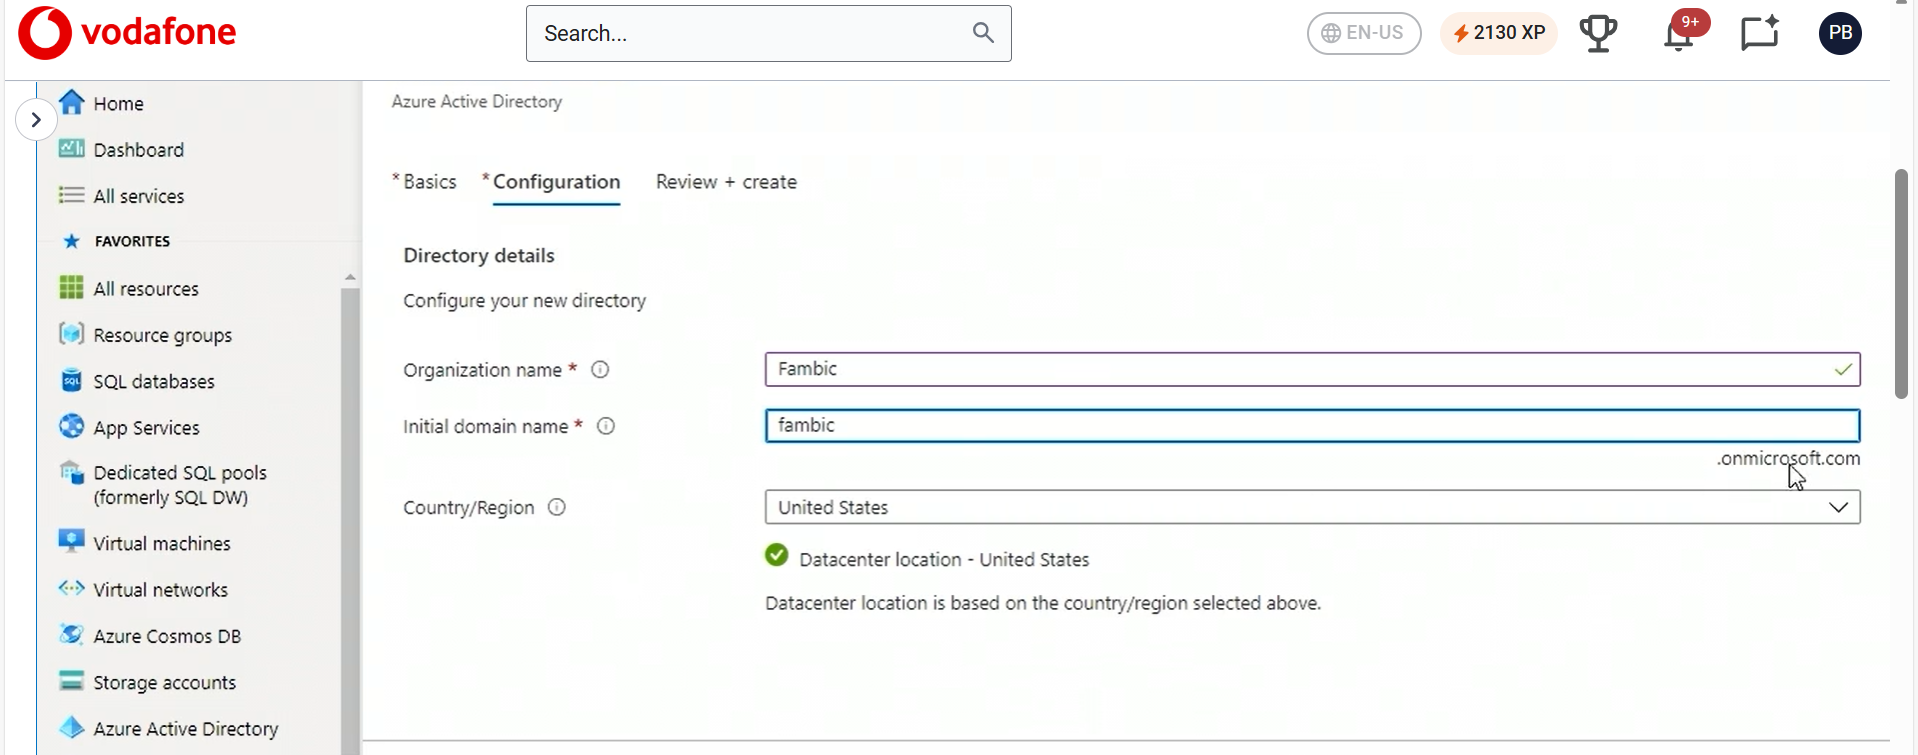 vodafone
Search...
EN-US
2130 XP
9+
PB
Home
Dashboard
All services
FAVORITES
All resources
Resource groups
SQL
SQL databases
App Services
Dedicated SQL pools
(formerly SQL DW)
Virtual machines
Virtual networks
Azure Cosmos DB
Storage accounts
Azure Active Directory
Azure Active Directory
* Basics
* Configuration
Review + create
Directory details
Configure your new directory
Organization name *
Fambic
Initial domain name *
fambic
.onmicrosoft.com
Country/Region
United States
Datacenter location - United States
Datacenter location is based on the country/region selected above.